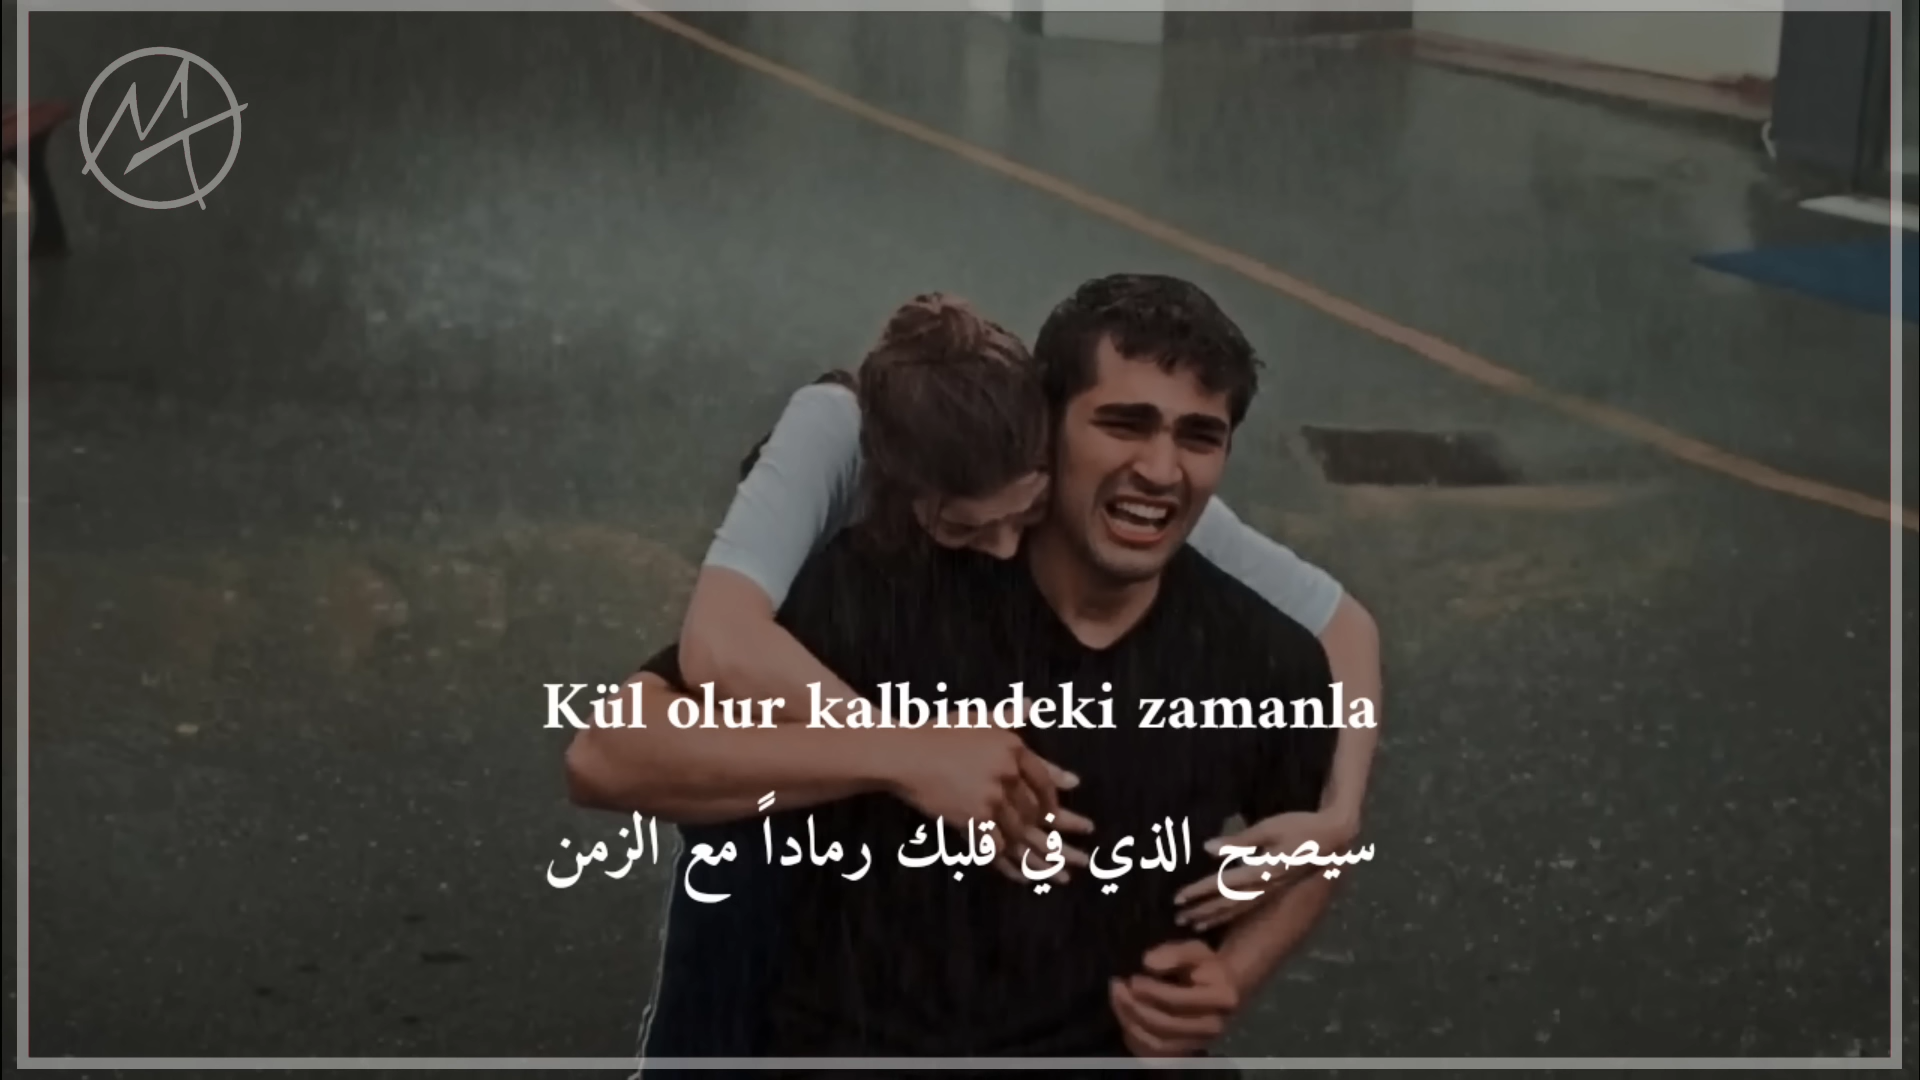 Kül olur kalbindeki zamanla
سيصبح الذي في قلبك رماداً مع الزمن